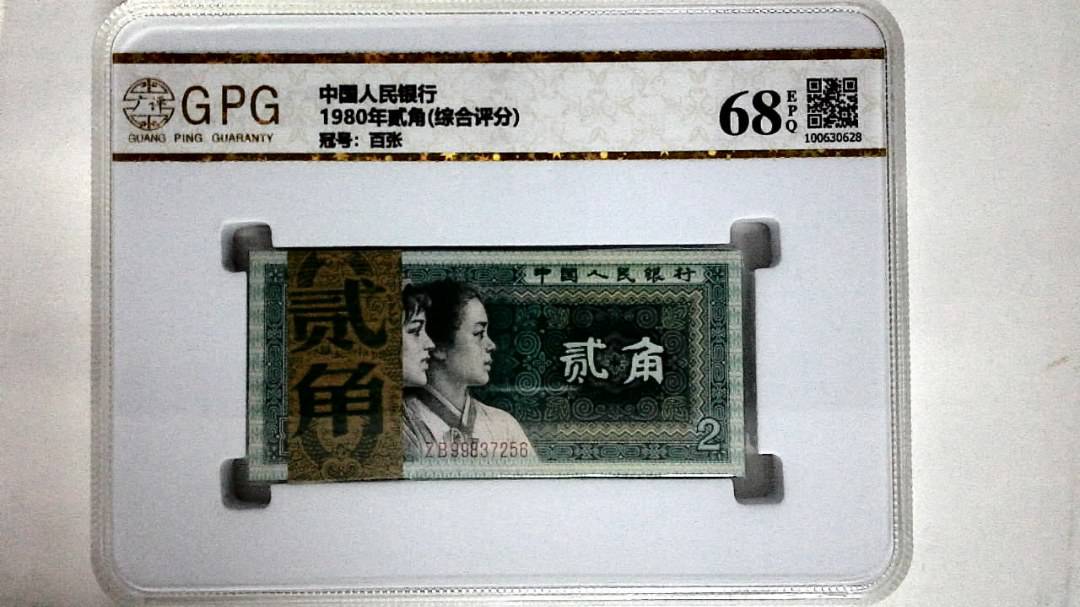 广评
GPG
GUANG PING GUARANTY
中国人民银行
1980年贰角(综合评分)
冠号：百张
68
EPQ
100630628
中国人民银行
贰角
贰角
2
ZB99837256